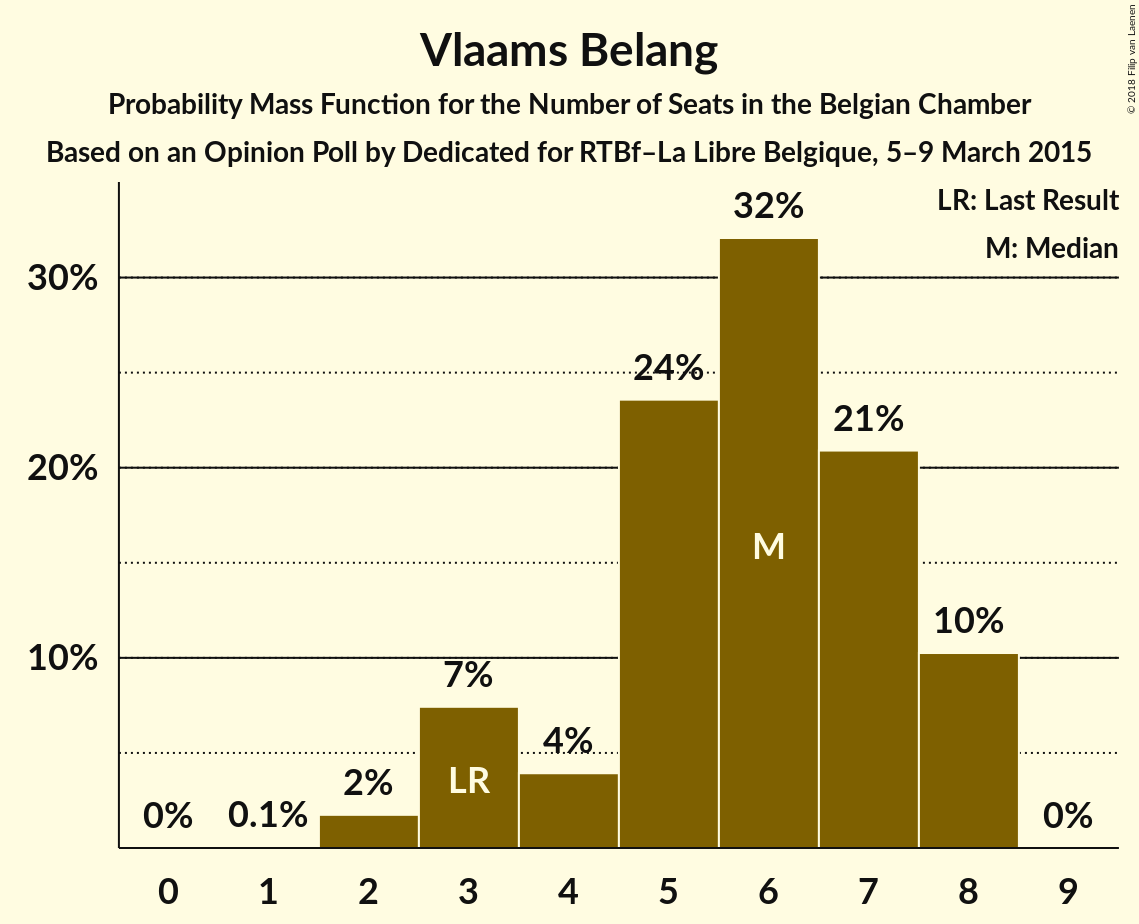 Vlaams Belang
Probability Mass Function for the Number of Seats in the Belgian Chamber
Based on an Opinion Poll by Dedicated for RTBf–La Libre Belgique, 5–9 March 2015
© 2018 Filip van Laenen
LR: Last Result
M: Median
30%
20%
10%
0%
0.1%
2%
7%
4%
24%
32%
21%
10%
0%
LR
M
0 1 2 3 4 5 6 7 8 9